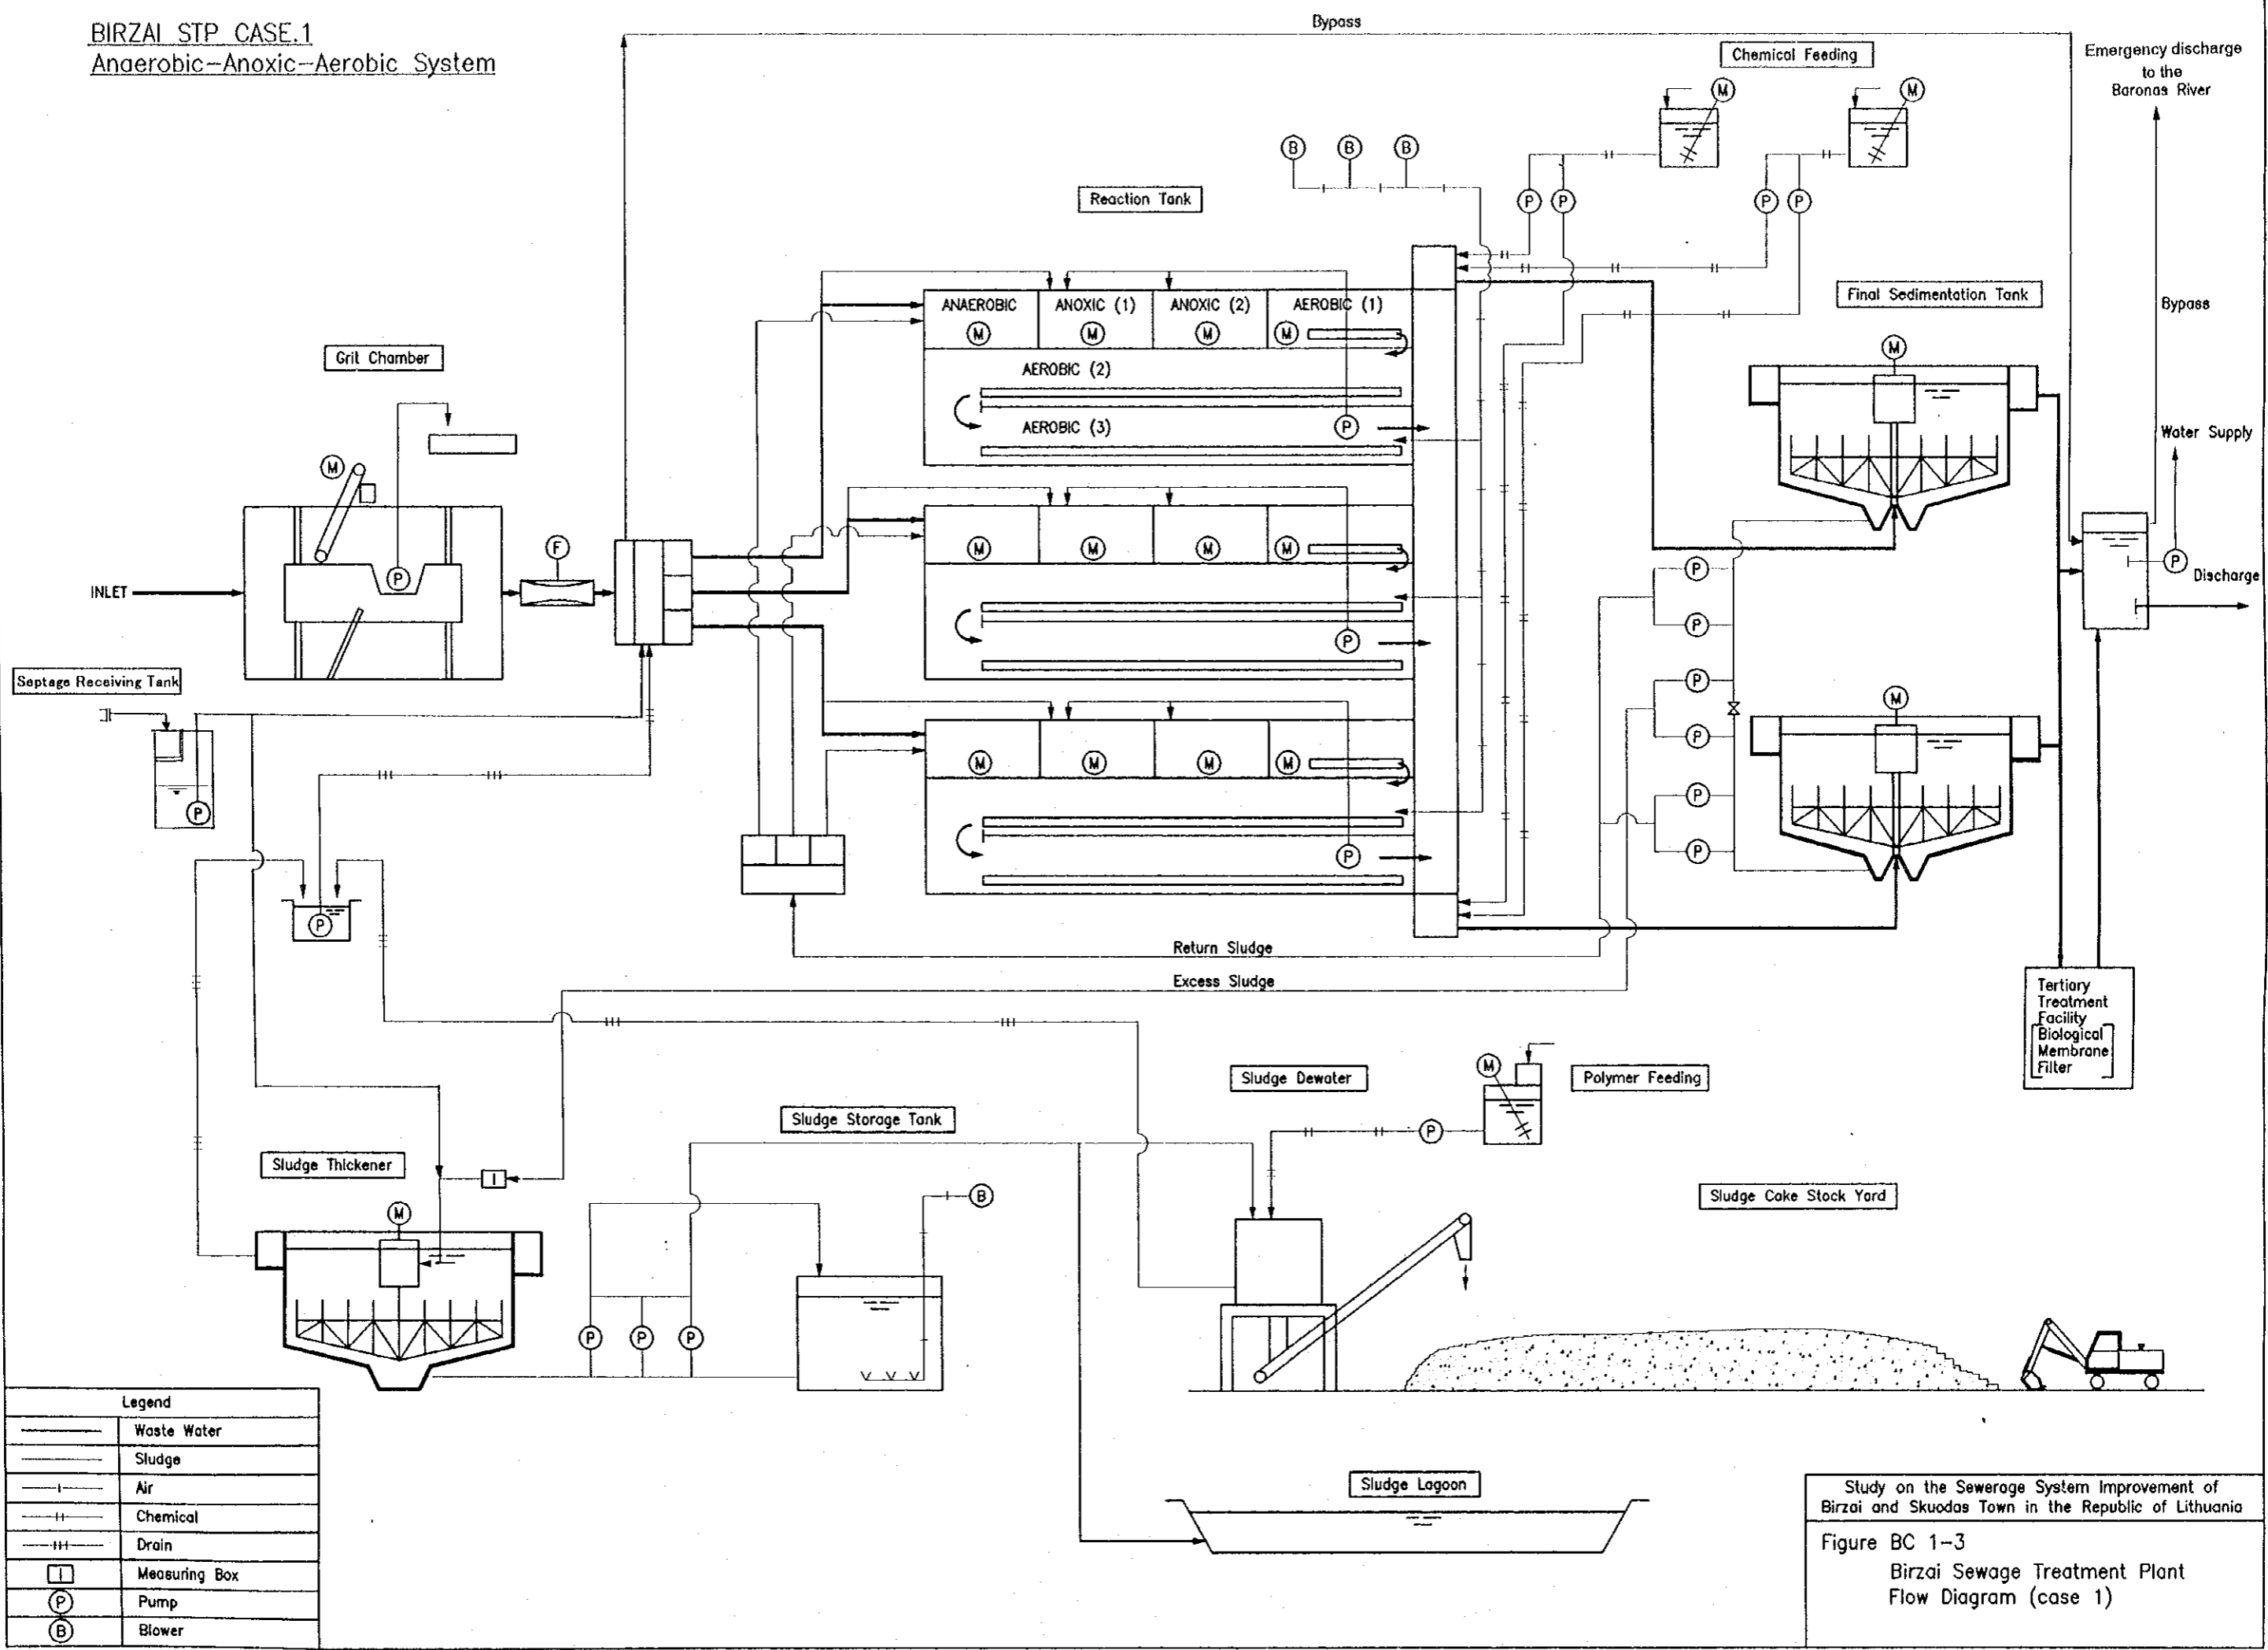 BIRZAI STP CASE.1
Anaerobic-Anoxic-Aerobic System
Bypass
Chemical Feeding
Emergency discharge
to the
Baronas River
M
M
B
B
B
Reaction Tank
P
P
P
P
Final Sedimentation Tank
Bypass
ANAEROBIC
ANOXIC (1)
ANOXIC (2)
AEROBIC (1)
M
M
M
M
Grit Chamber
M
AEROBIC (2)
AEROBIC (3)
P
Water Supply
M
P
F
INLET
M
M
M
M
P
P
P
P
Discharge
Septage Receiving Tank
P
P
M
M
M
M
M
P
P
P
P
P
Return Sludge
Excess Sludge
Tertiary
Treatment
Facility
Biological
Membrane
Filter
Sludge Dewater
M
Polymer Feeding
P
Sludge Storage Tank
Sludge Thickener
I
B
M
Sludge Cake Stock Yard
P
P
P
Sludge Lagoon
Legend
Waste Water
Sludge
Air
Chemical
Drain
I Measuring Box
P Pump
B Blower
Study on the Sewerage System Improvement of
Birzai and Skuodas Town in the Republic of Lithuania
Figure BC 1-3
Birzai Sewage Treatment Plant
Flow Diagram (case 1)